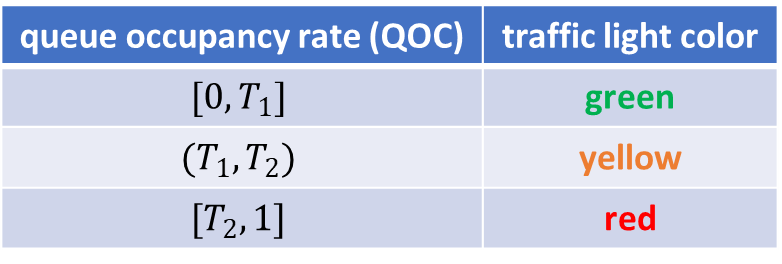 queue occupancy rate (QOC) traffic light color
[0, T₁] green
(T₁, T₂) yellow
[T₂, 1] red